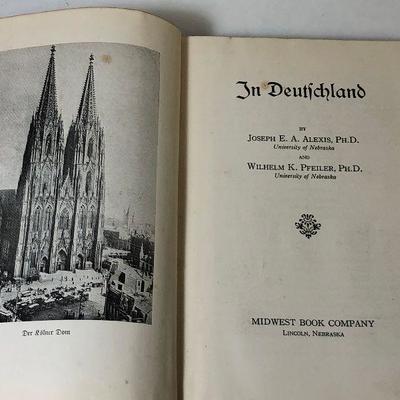 Der Kölner Dom
In Deutschland
BY
JOSEPH E. A. ALEXIS, PH.D.
University of Nebraska
AND
WILHELM K. PFEILER, PH.D.
University of Nebraska
MIDWEST BOOK COMPANY
LINCOLN, NEBRASKA